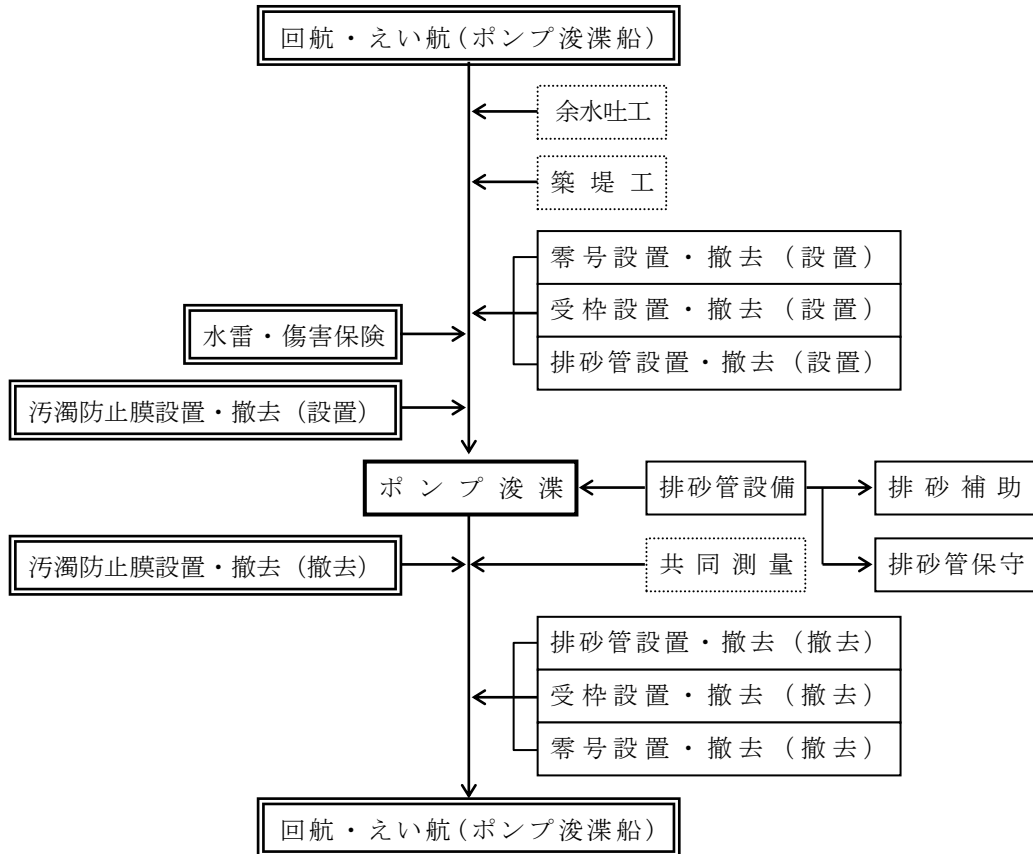 回航・えい航(ポンプ浚渫船)
余水吐工
築堤工
零号設置・撤去（設置）
受枠設置・撤去（設置）
水雷・傷害保険
排砂管設置・撤去（設置）
汚濁防止膜設置・撤去（設置）
ポンプ浚渫
排砂管設備
排砂補助
汚濁防止膜設置・撤去（撤去）
共同測量
排砂管保守
排砂管設置・撤去（撤去）
受枠設置・撤去（撤去）
零号設置・撤去（撤去）
回航・えい航(ポンプ浚渫船)